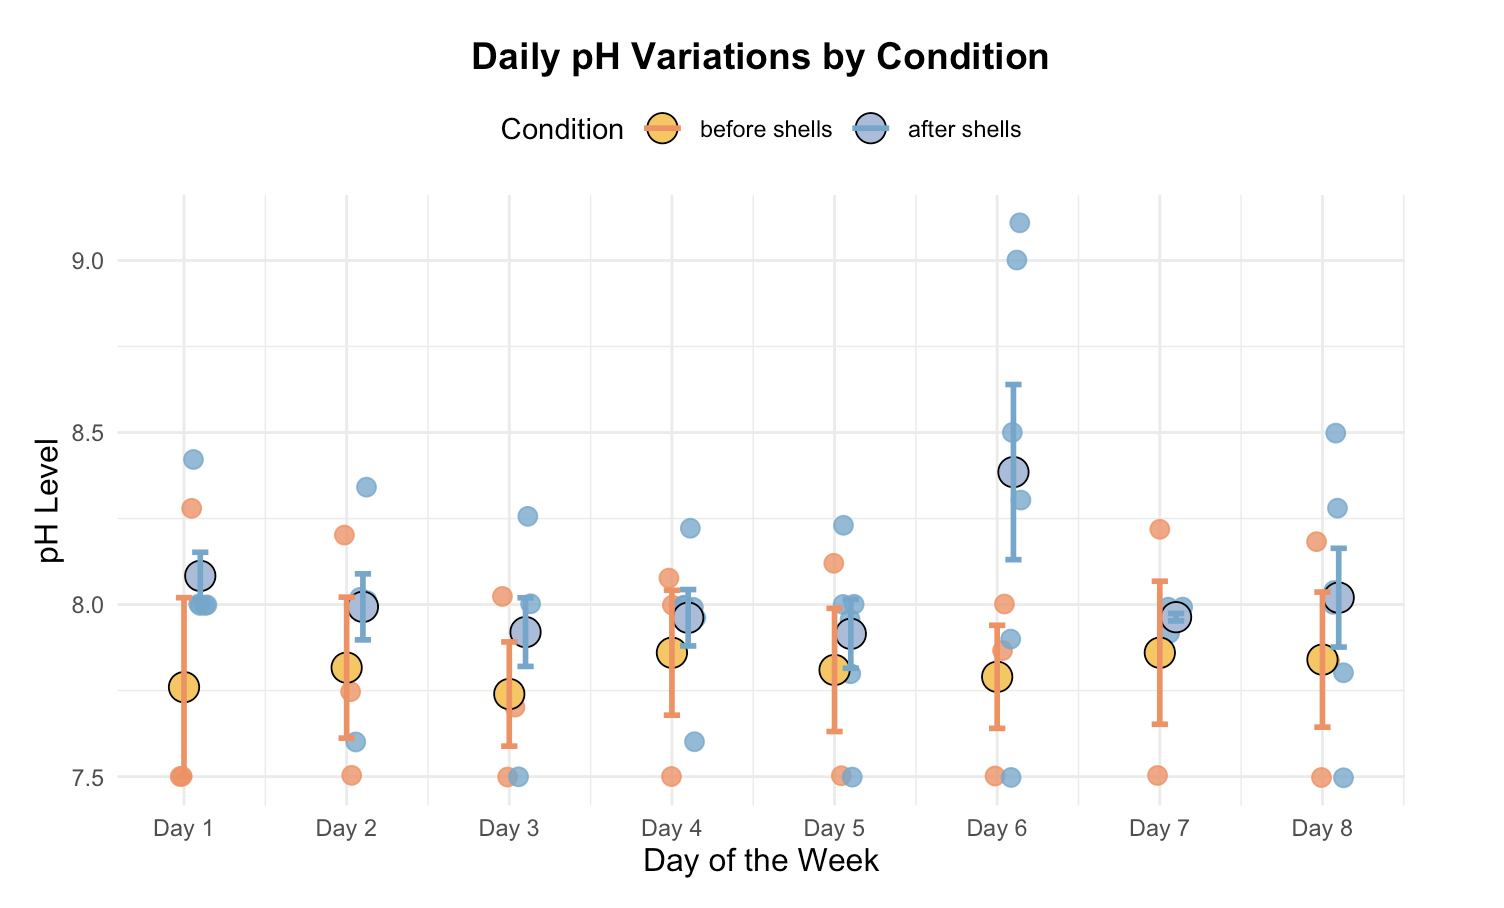 Daily pH Variations by Condition
Condition before shells after shells
pH Level
9.0
8.5
8.0
7.5
Day 1 Day 2 Day 3 Day 4 Day 5 Day 6 Day 7 Day 8
Day of the Week